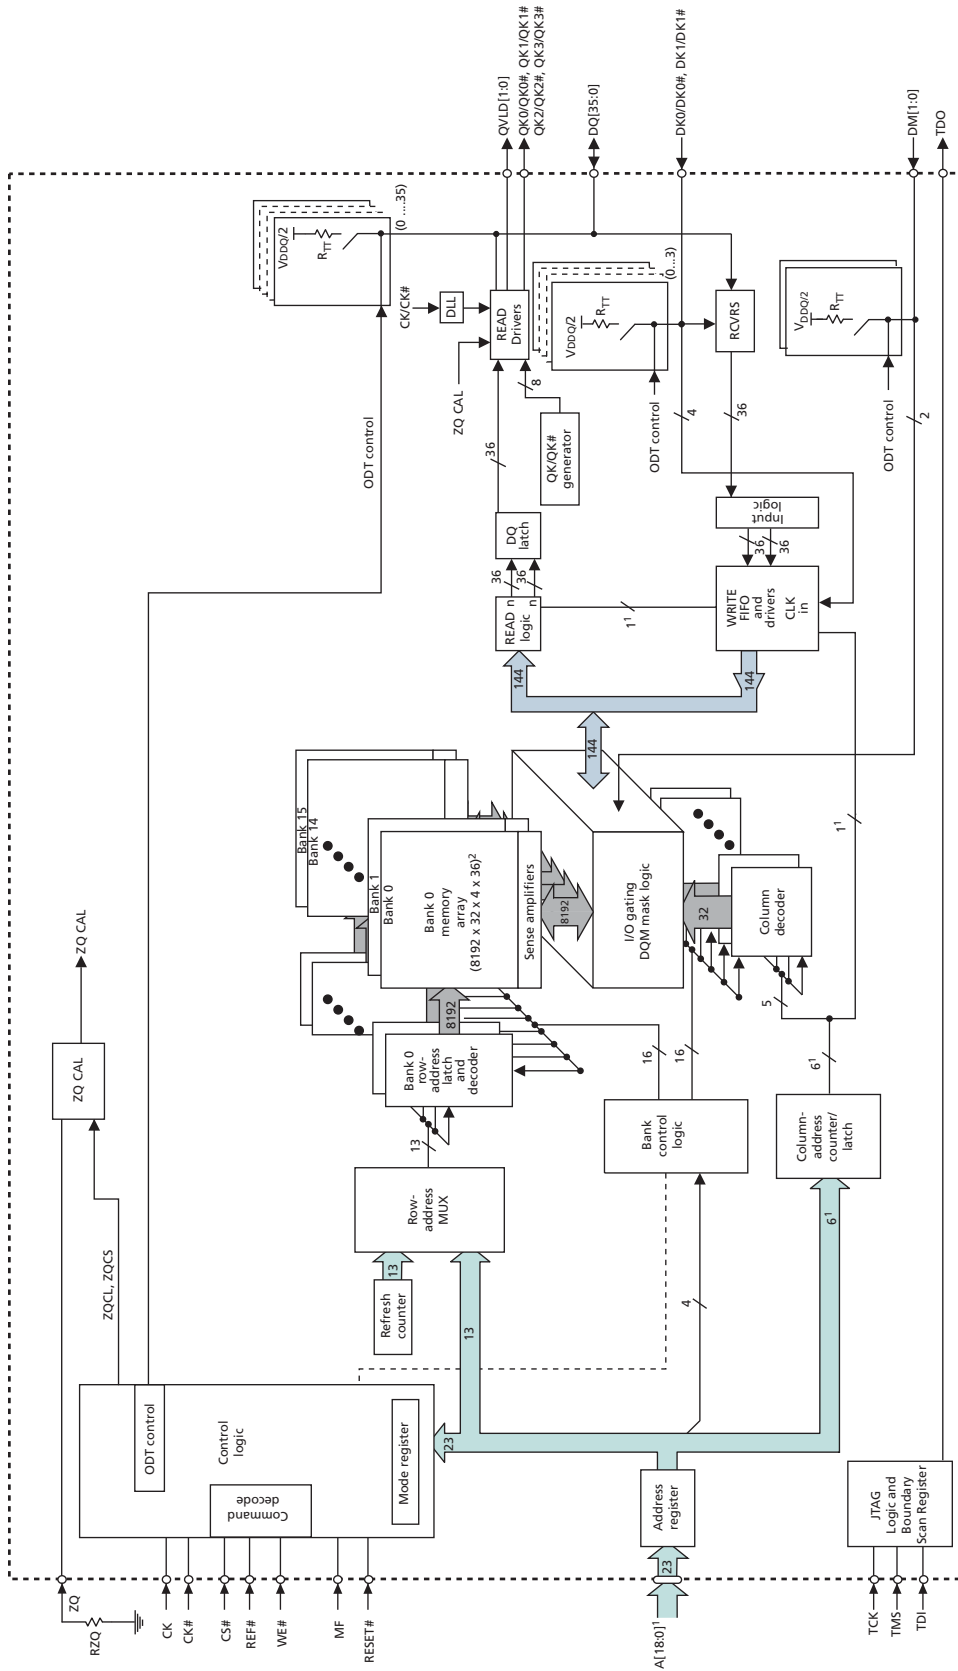 ZQ
RZQ
CK
CK#
CS#
REF#
WE#
MF
RESET#
A[18:0]¹
TCK
TMS
TDI
ODT control
Control
logic
Command
decode
Mode register
23
Address
register
23
JTAG
Logic and
Boundary
Scan Register
ZQCL, ZQCS
ZQ CAL
ZQ CAL
Refresh
counter
13
13
Row-
address
MUX
13
4
6¹
Bank
control
logic
16
16
Column-
address
counter/
latch
6¹
5
1¹
Bank 0
row-
address
latch
and
decoder
8192
Bank 15
Bank 14
Bank 1
Bank 0
Bank 0
memory
array
(8192 x 32 x 4 x 36)²
Sense amplifiers
8192
I/O gating
DQM mask logic
32
Column
decoder
144
144
144
READ n
logic n
36
36
DQ
latch
36
1¹
WRITE
FIFO
and
drivers
CLK
in
36
36
Input
logic
36
QK/QK#
generator
8
ODT control
ZQ CAL
CK/CK#
DLL
READ
Drivers
VDDQ/2
RTT
(0 ....35)
ODT control
4
VDDQ/2
RTT
(0...3)
RCVRS
ODT control
2
VDDQ/2
RTT
QVLD[1:0]
QK0/QK0#, QK1/QK1#
QK2/QK2#, QK3/QK3#
DQ[35:0]
DK0/DK0#, DK1/DK1#
DM[1:0]
TDO